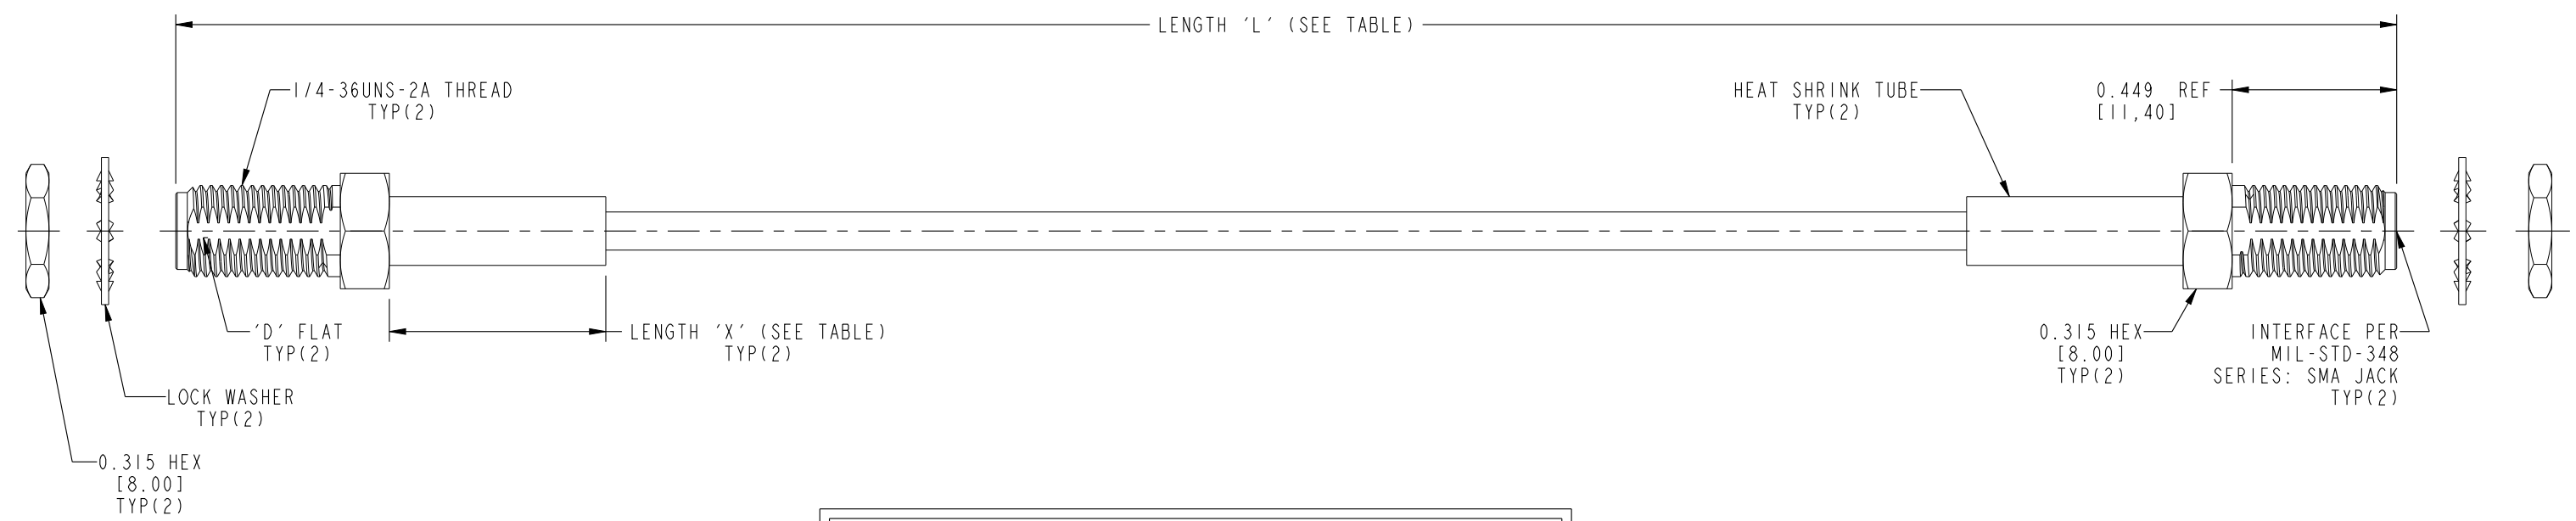 LENGTH 'L' (SEE TABLE)
1/4-36UNS-2A THREAD
TYP(2)
HEAT SHRINK TUBE
TYP(2)
0.449 REF
[11,40]
'D' FLAT
TYP(2)
LENGTH 'X' (SEE TABLE)
TYP(2)
0.315 HEX
[8.00]
TYP(2)
INTERFACE PER
MIL-STD-348
SERIES: SMA JACK
TYP(2)
LOCK WASHER
TYP(2)
0.315 HEX
[8.00]
TYP(2)